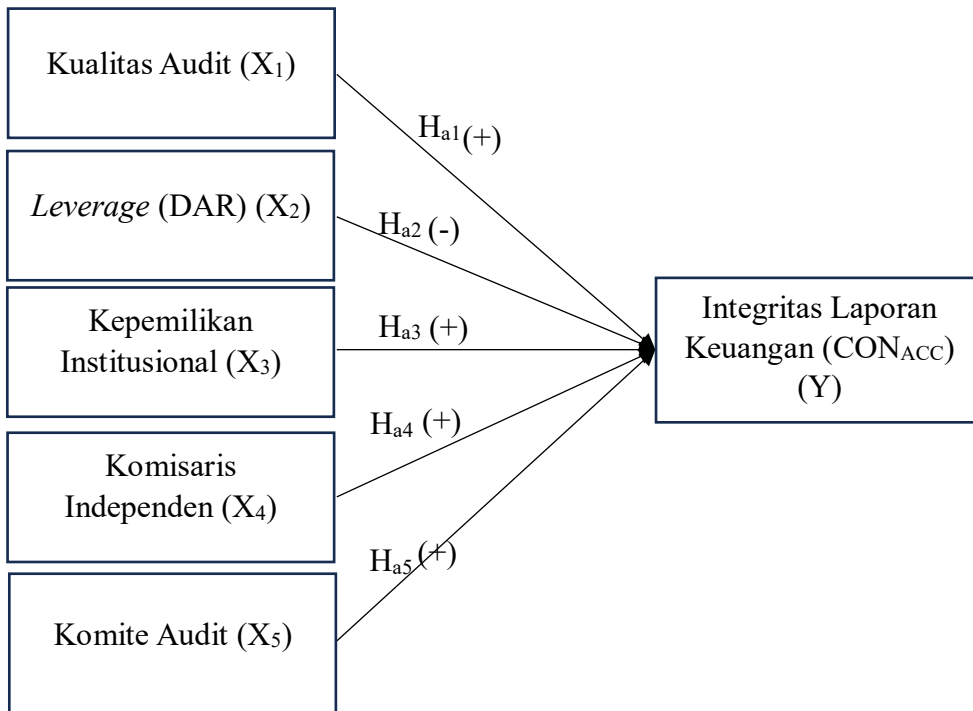 Kualitas Audit (X₁)
Hₐ₁(+)
Leverage (DAR) (X₂)
Hₐ₂ (-)
Kepemilikan
Institusional (X₃)
Hₐ₃ (+)
Integritas Laporan
Keuangan (CON_ACC)
(Y)
Komisaris
Independen (X₄)
Hₐ₄ (+)
Komite Audit (X₅)
Hₐ₅ (+)